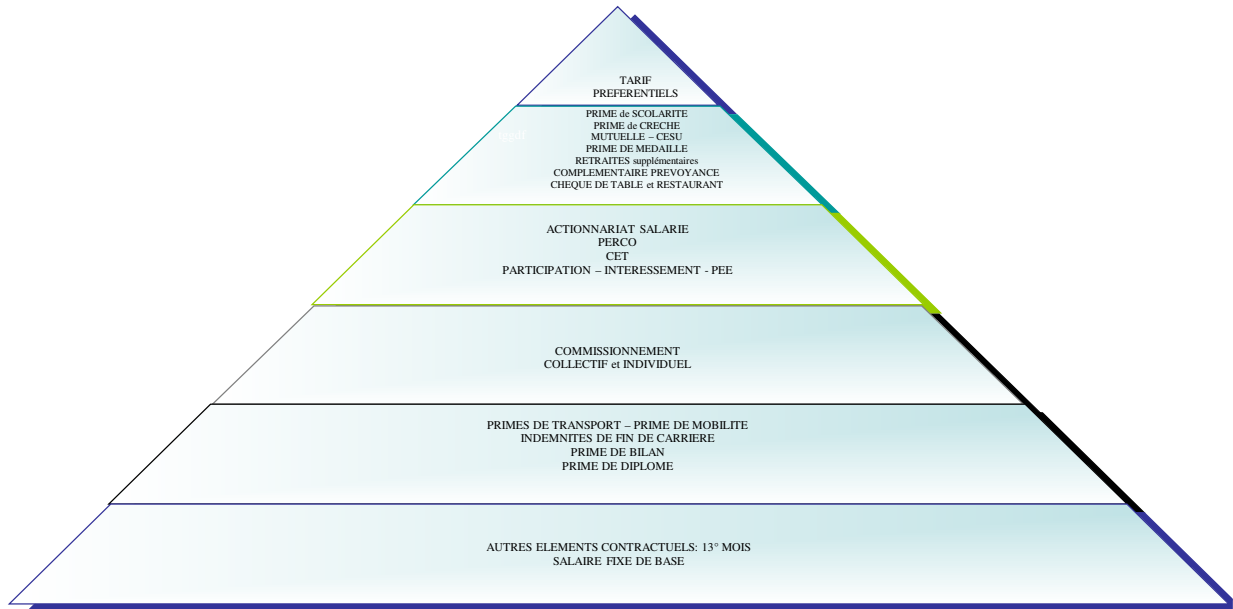 TARIF
PREFERENTIELS
PRIME de SCOLARITE
PRIME de CRECHE
MUTUELLE – CESU
PRIME DE MEDAILLE
RETRAITES supplémentaires
COMPLEMENTAIRE PREVOYANCE
CHEQUE DE TABLE et RESTAURANT
ACTIONNARIAT SALARIE
PERCO
CET
PARTICIPATION – INTERESSEMENT - PEE
COMMISSIONNEMENT
COLLECTIF et INDIVIDUEL
PRIMES DE TRANSPORT – PRIME DE MOBILITE
INDEMNITES DE FIN DE CARRIERE
PRIME DE BILAN
PRIME DE DIPLOME
AUTRES ELEMENTS CONTRACTUELS: 13° MOIS
SALAIRE FIXE DE BASE